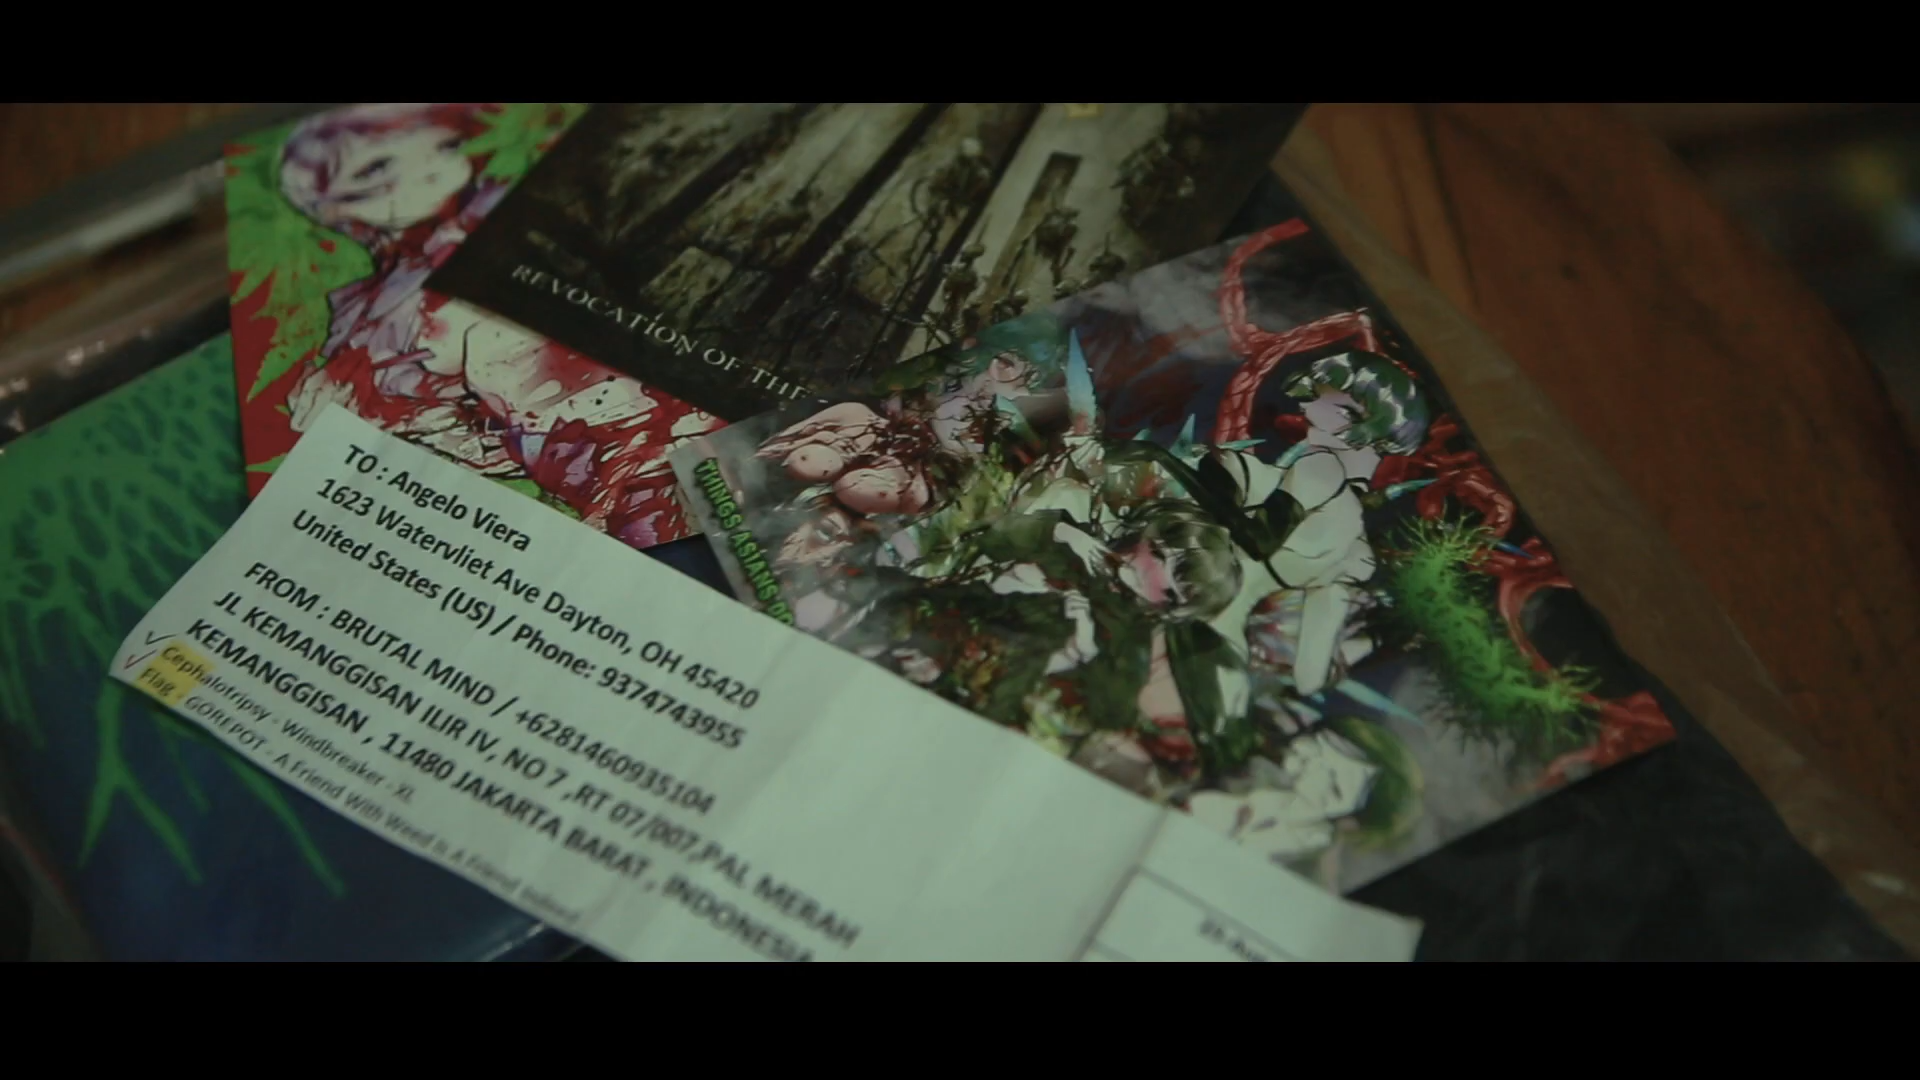 REVOCATION OF THE
THINGS ASIANS
TO : Angelo Viera
1623 Watervliet Ave Dayton, OH 45420
United States (US) / Phone: 9374743955
FROM : BRUTAL MIND / +6281460935104
JL KEMANGGISAN ILIR IV, NO 7 ,RT 07/007,PAL MERAH
KEMANGGISAN , 11480 JAKARTA BARAT , INDONESIA
Cephalotripsy - Windbreaker - XL
Flag - GOREPOT - A Friend With Weed Is A Friend Indeed